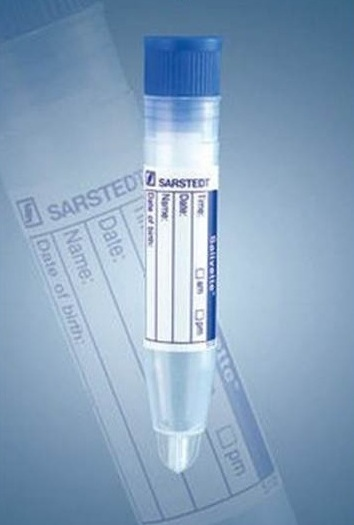 SARSTEDT
Time:
Date:
Name:
Date of birth:
am
pm
Salivette®
SARSTEDT
Date:
Name:
Date of birth:
pm